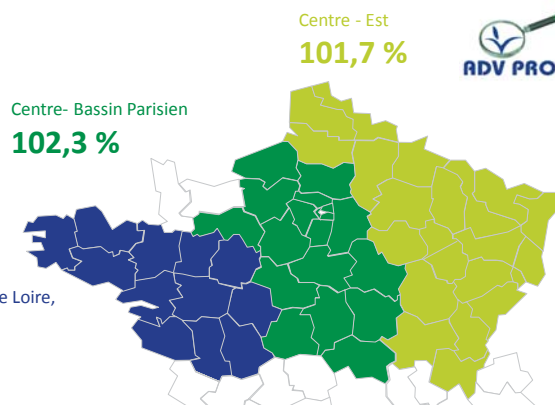 Centre - Est
101,7 %
ADV PRO
Centre- Bassin Parisien
102,3 %
e Loire,